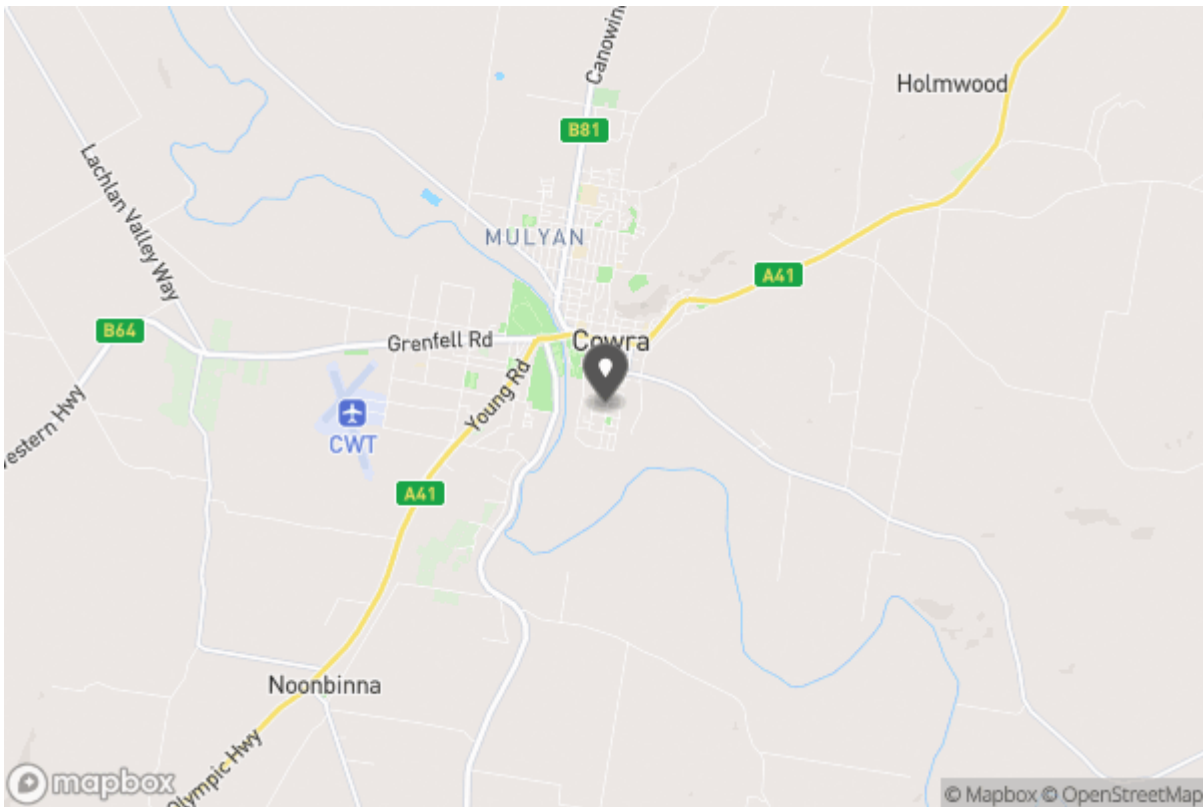 Canowin
Holmwood
B81
Lachlan Valley Way
MULYAN
A41
B64
Grenfell Rd
Cowra
Young Rd
estern Hwy
CWT
A41
Noonbinna
Olympic Hwy
mapbox
© Mapbox © OpenStreetMap